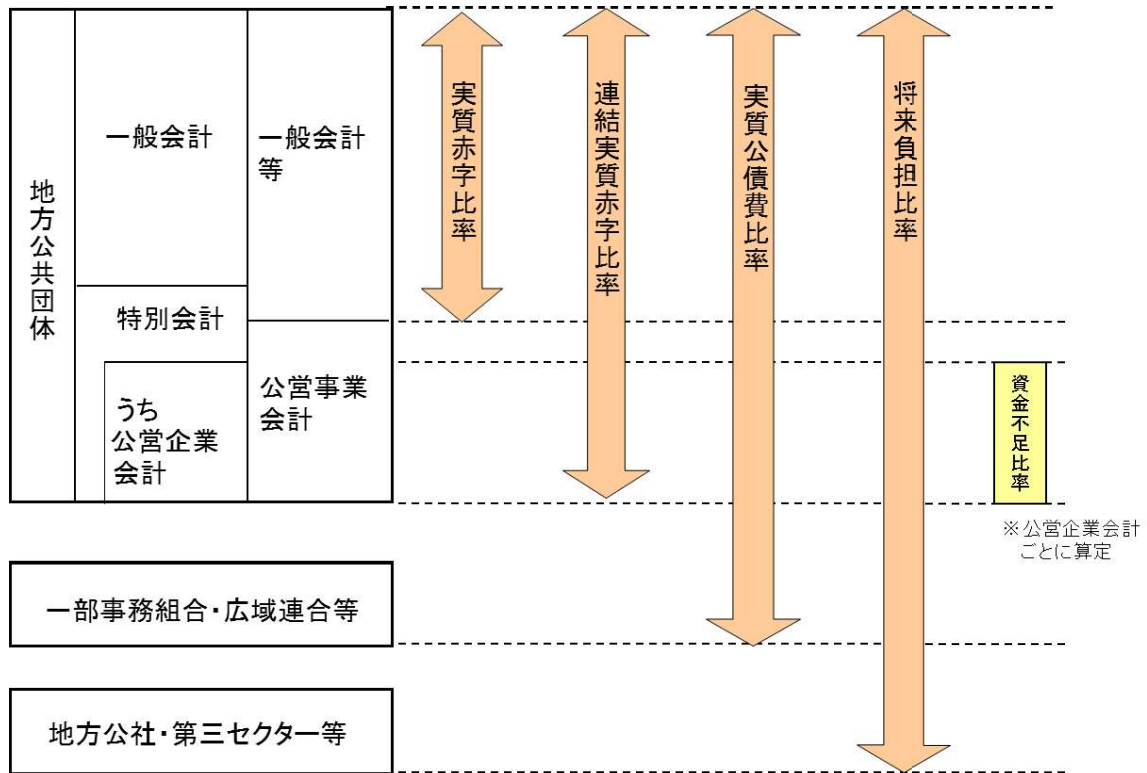 地方公共団体
一般会計
一般会計
等
特別会計
うち
公営企業
会計
公営事業
会計
実質赤字比率
連結実質赤字比率
実質公債費比率
将来負担比率
資金不足比率
※公営企業会計
ごとに算定
一部事務組合・広域連合等
地方公社・第三セクター等